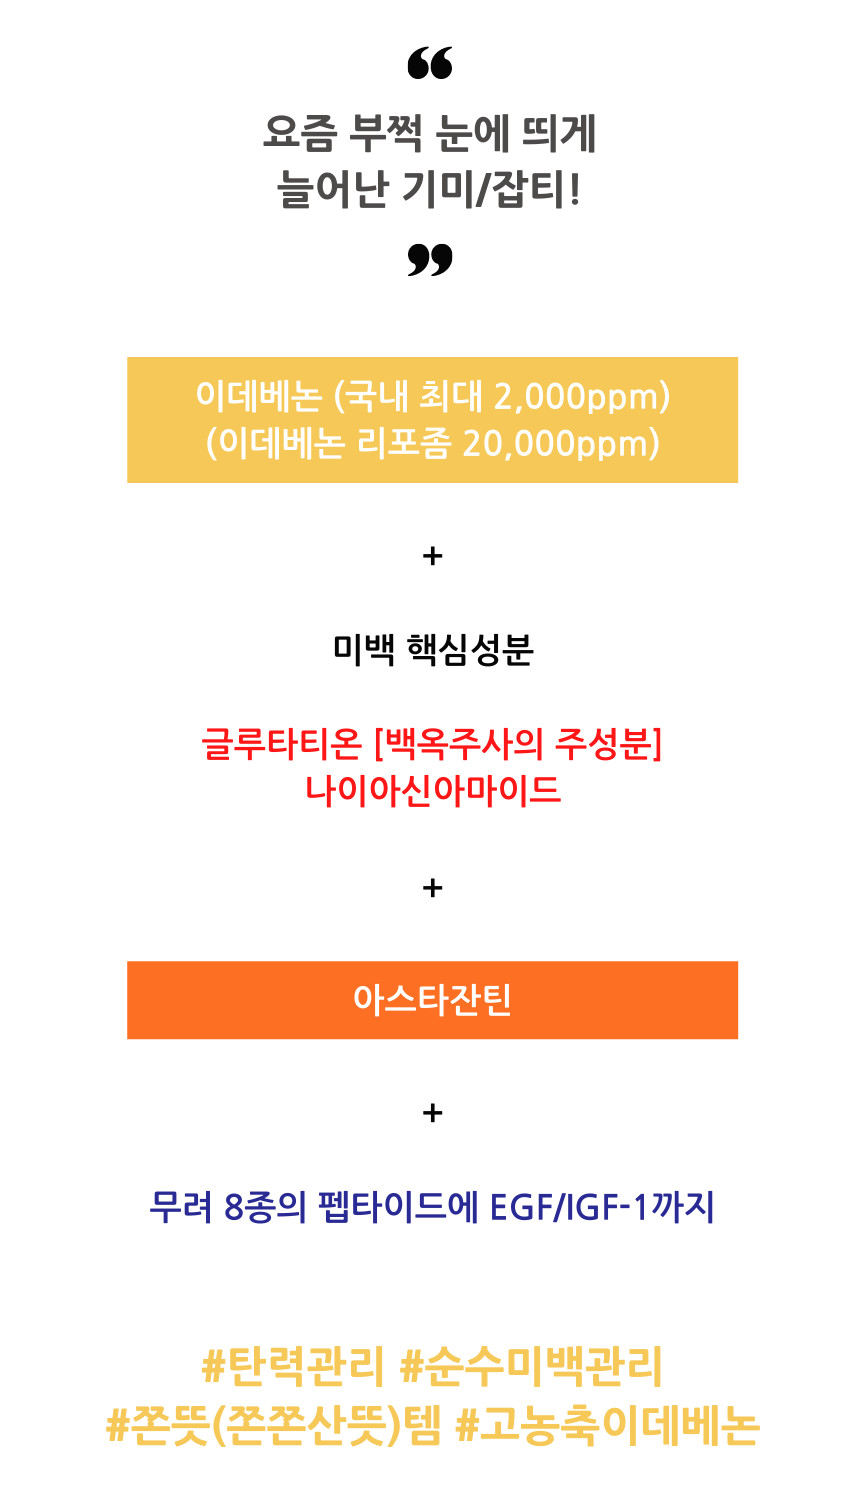 “
요즘 부쩍 눈에 띄게
늘어난 기미/잡티!
”
이데베논 (국내 최대 2,000ppm)
(이데베논 리포좀 20,000ppm)
+
미백 핵심성분
글루타티온 [백옥주사의 주성분]
나이아신아마이드
+
아스타잔틴
+
무려 8종의 펩타이드에 EGF/IGF-1까지
#탄력관리 #순수미백관리
#쫀뜻(쫀쫀산뜻)템 #고농축이데베논